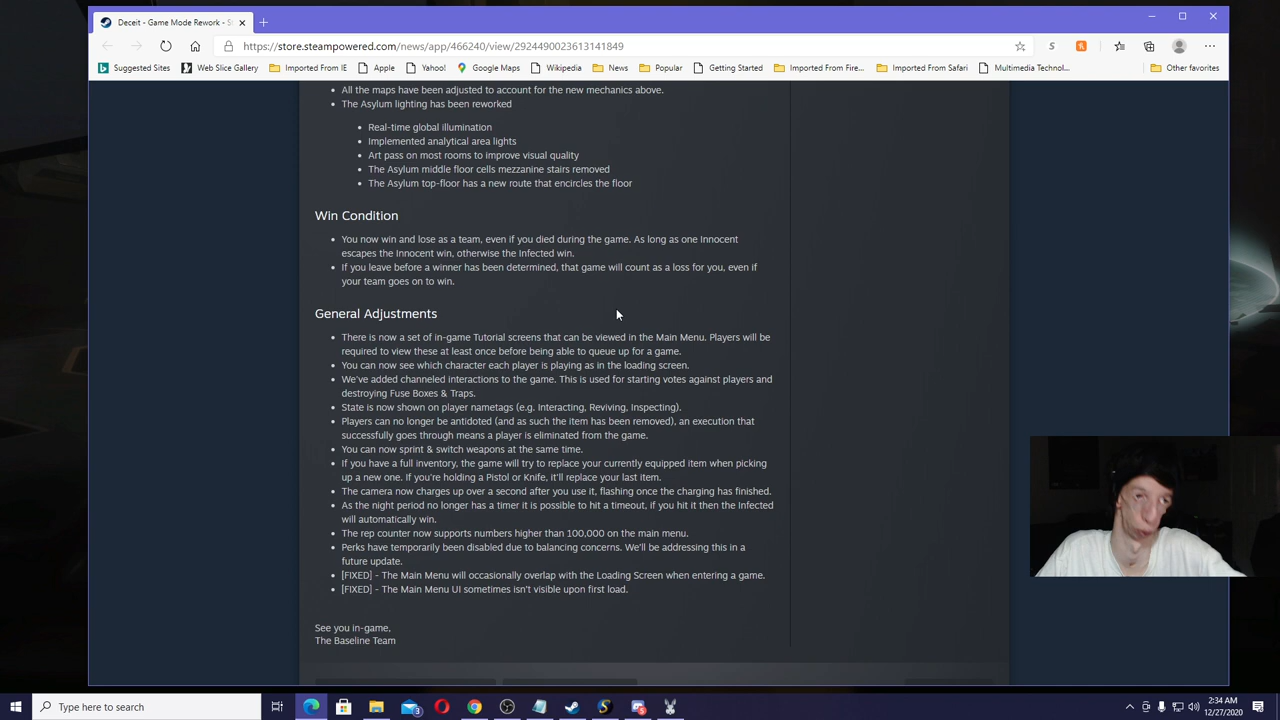 Deceit - Game Mode Rework - S
https://store.steampowered.com/news/app/466240/view/2924490023613141849
Suggested Sites Web Slice Gallery Imported From IE Apple Yahoo! Google Maps Wikipedia News Popular Getting Started Imported From Fire... Imported From Safari Multimedia Technol... Other favorites
All the maps have been adjusted to account for the new mechanics above.
The Asylum lighting has been reworked
Real-time global illumination
Implemented analytical area lights
Art pass on most rooms to improve visual quality
The Asylum middle floor cells mezzanine stairs removed
The Asylum top-floor has a new route that encircles the floor
Win Condition
You now win and lose as a team, even if you died during the game. As long as one Innocent
escapes the Innocent win, otherwise the Infected win.
If you leave before a winner has been determined, that game will count as a loss for you, even if
your team goes on to win.
General Adjustments
There is now a set of in-game Tutorial screens that can be viewed in the Main Menu. Players will be
required to view these at least once before being able to queue up for a game.
You can now see which character each player is playing as in the loading screen.
We've added channeled interactions to the game. This is used for starting votes against players and
destroying Fuse Boxes & Traps.
State is now shown on player nametags (e.g. Interacting, Reviving, Inspecting).
Players can no longer be antidoted (and as such the item has been removed), an execution that
successfully goes through means a player is eliminated from the game.
You can now sprint & switch weapons at the same time.
If you have a full inventory, the game will try to replace your currently equipped item when picking
up a new one. If you're holding a Pistol or Knife, it'll replace your last item.
The camera now charges up over a second after you use it, flashing once the charging has finished.
As the night period no longer has a timer it is possible to hit a timeout, if you hit it then the Infected
will automatically win.
The rep counter now supports numbers higher than 100,000 on the main menu.
Perks have temporarily been disabled due to balancing concerns. We'll be addressing this in a
future update.
[FIXED] - The Main Menu will occasionally overlap with the Loading Screen when entering a game.
[FIXED] - The Main Menu UI sometimes isn't visible upon first load.
See you in-game,
The Baseline Team
Type here to search
2:34 AM
12/27/2020